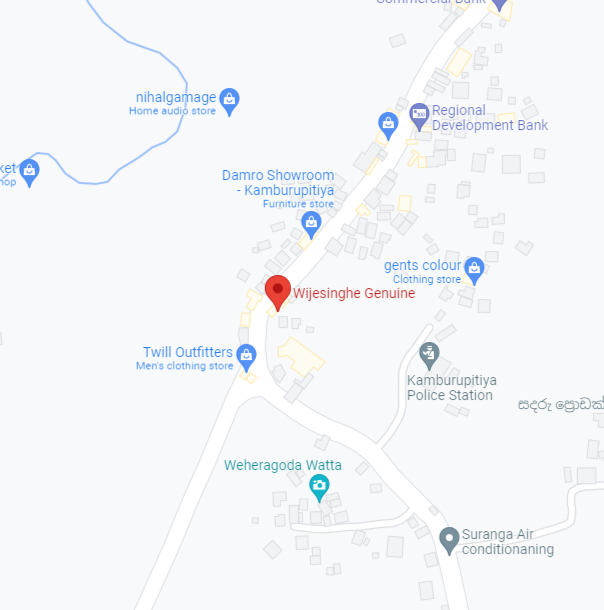 Commercial Bank
nihalgamage
Home audio store
Regional
Development Bank
ket
hop
Damro Showroom
- Kamburupitiya
Furniture store
gents colour
Clothing store
Wijesinghe Genuine
Twill Outfitters
Men's clothing store
Kamburupitiya
Police Station
සදරු ප්‍රොඩක්
Weheragoda Watta
Suranga Air
conditionaning